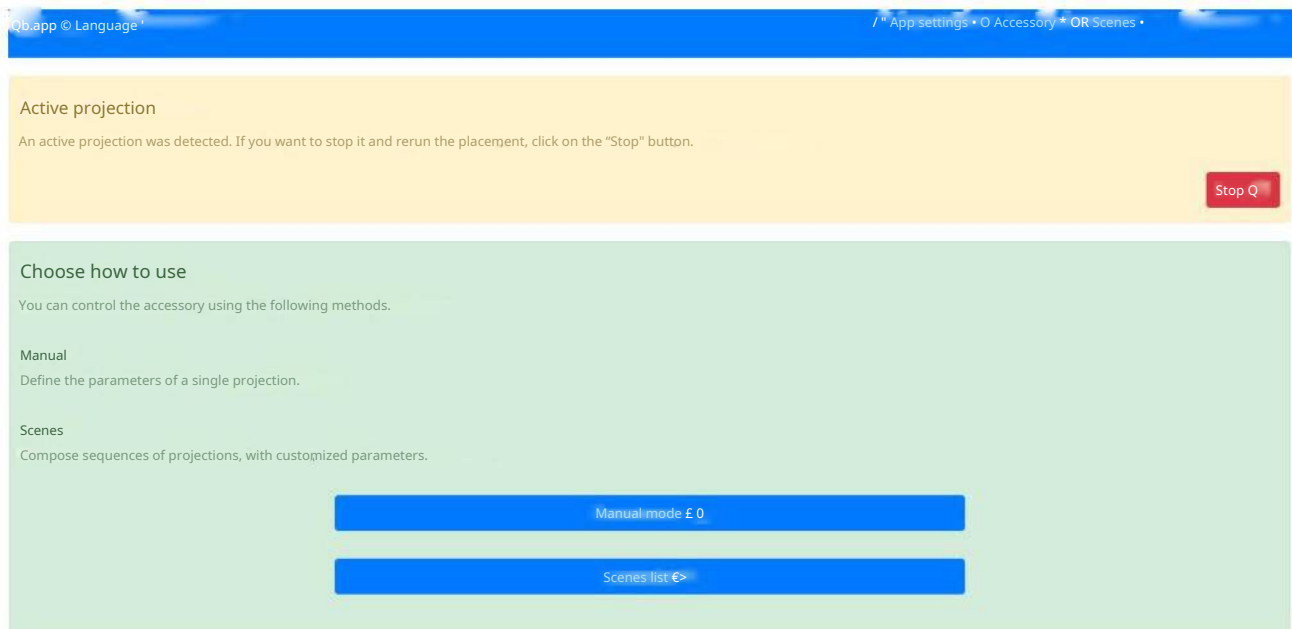 Qb.app © Language '
/ " App settings • O Accessory * OR Scenes •
Active projection
An active projection was detected. If you want to stop it and rerun the placement, click on the “Stop" button.
Stop Q
Choose how to use
You can control the accessory using the following methods.
Manual
Define the parameters of a single projection.
Scenes
Compose sequences of projections, with customized parameters.
Manual mode £ 0
Scenes list €>